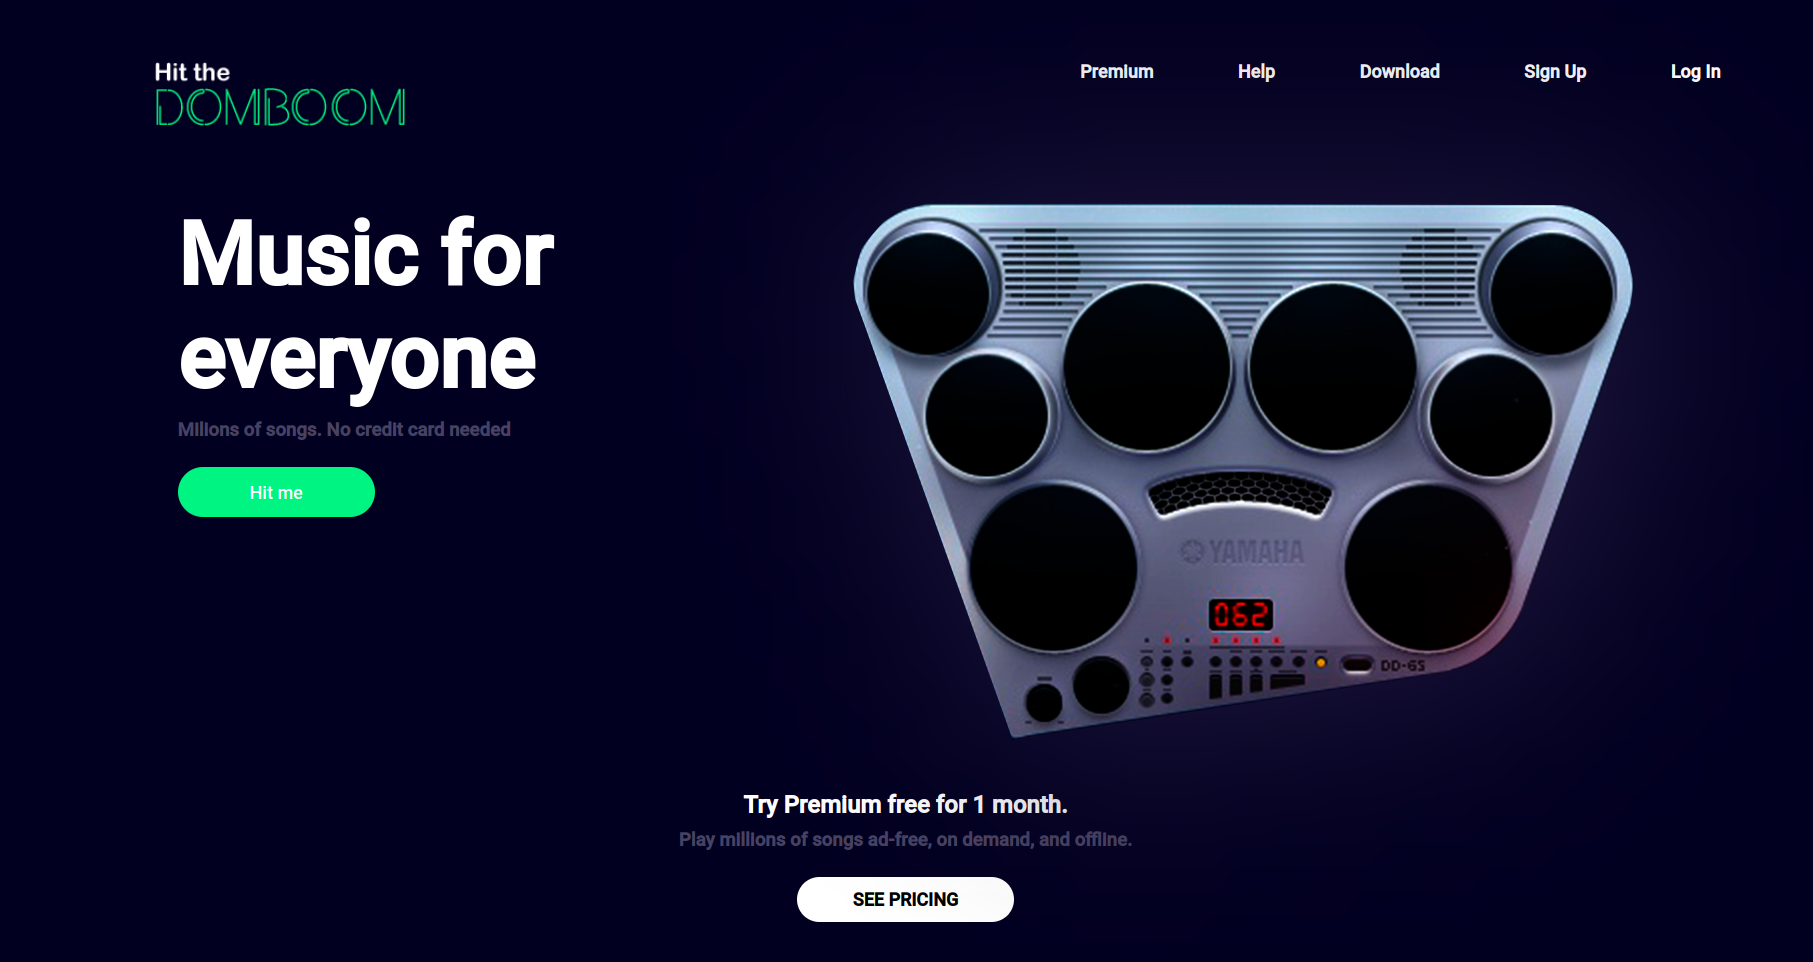 Hit the
DOMBOOM
Premium
Help
Download
Sign Up
Log In
Music for
everyone
Milions of songs. No credit card needed
Hit me
YAMAHA
062
DD-65
Try Premium free for 1 month.
Play millions of songs ad-free, on demand, and offline.
SEE PRICING